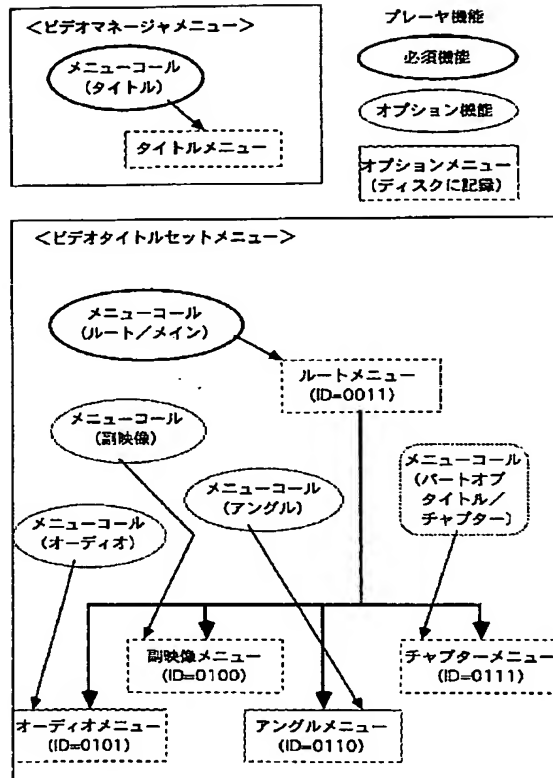 ＜ビデオマネージャメニュー＞
メニューコール
(タイトル)
タイトルメニュー
プレーヤ機能
必須機能
オプション機能
オプションメニュー
(ディスクに記録)
＜ビデオタイトルセットメニュー＞
メニューコール
(ルート／メイン)
ルートメニュー
(ID=0011)
メニューコール
(副映像)
メニューコール
(アングル)
メニューコール
(パートオブ
タイトル／
チャプター)
メニューコール
(オーディオ)
副映像メニュー
(ID=0100)
チャプターメニュー
(ID=0111)
オーディオメニュー
(ID=0101)
アングルメニュー
(ID=0110)